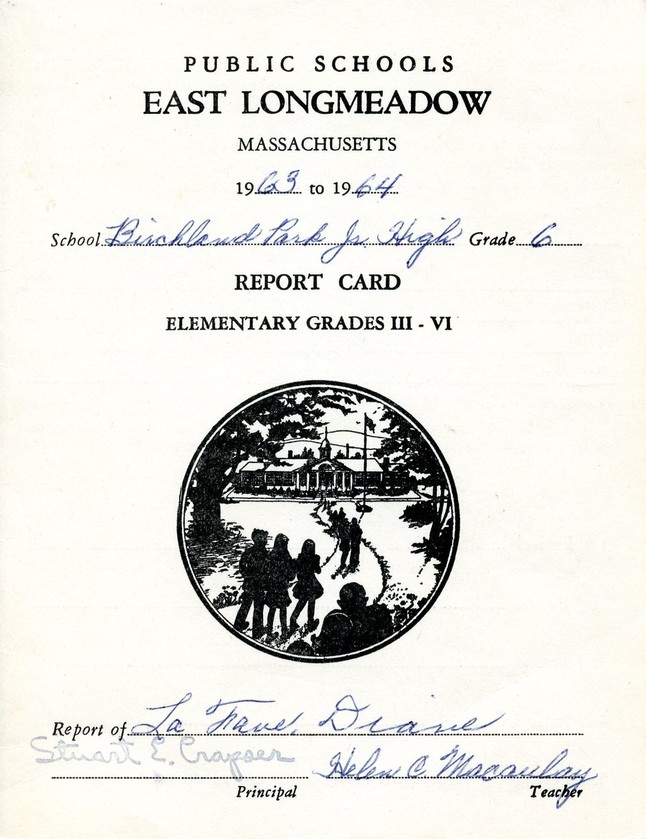 PUBLIC SCHOOLS
EAST LONGMEADOW
MASSACHUSETTS
1963 to 1964
School Birchland Park Jr. High Grade 6
REPORT CARD
ELEMENTARY GRADES III - VI
Report of La Fave, Diane
Stuart E. Crapser Helen C. Macaulay
Principal Teacher